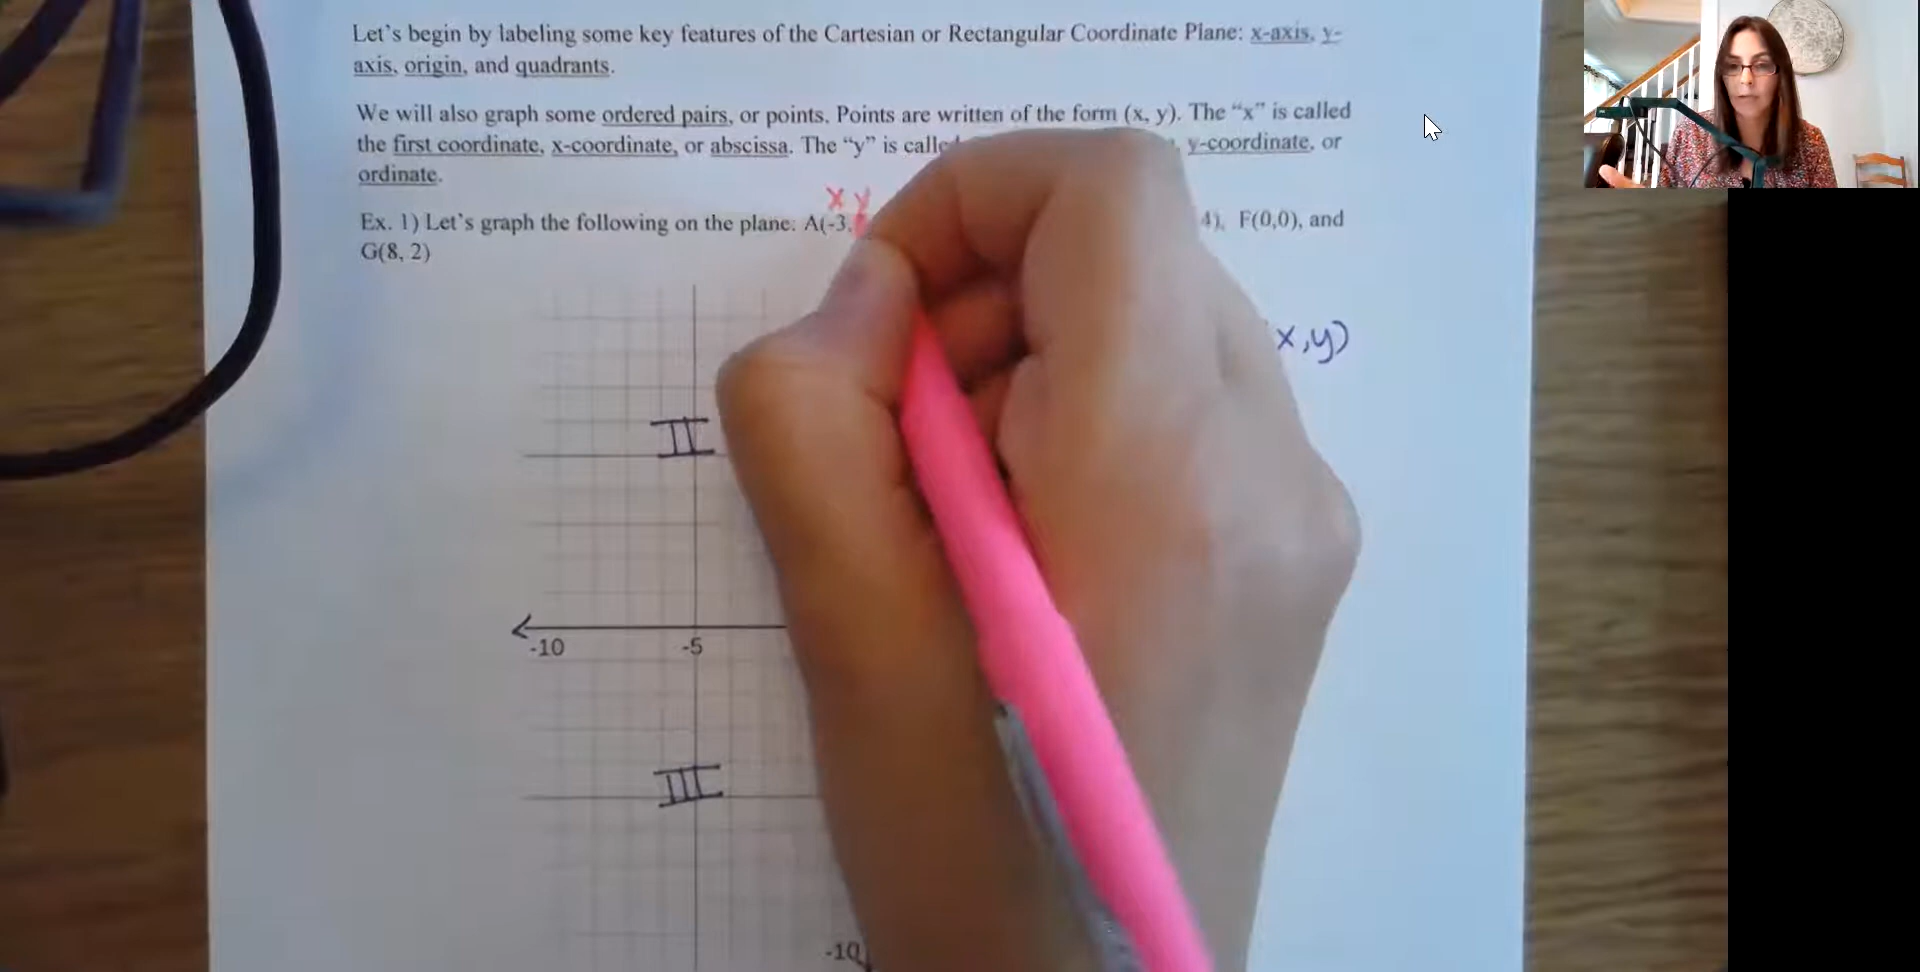 Let's begin by labeling some key features of the Cartesian or Rectangular Coordinate Plane: x-axis, y-
axis, origin, and quadrants.
We will also graph some ordered pairs, or points. Points are written of the form (x, y). The “x” is called
the first coordinate, x-coordinate, or abscissa. The “y” is called y-coordinate, or
ordinate.
x y
Ex. 1) Let's graph the following on the plane: A(-3, 4), F(0,0), and
G(8, 2)
x,y)
II
-10 -5
III
-10